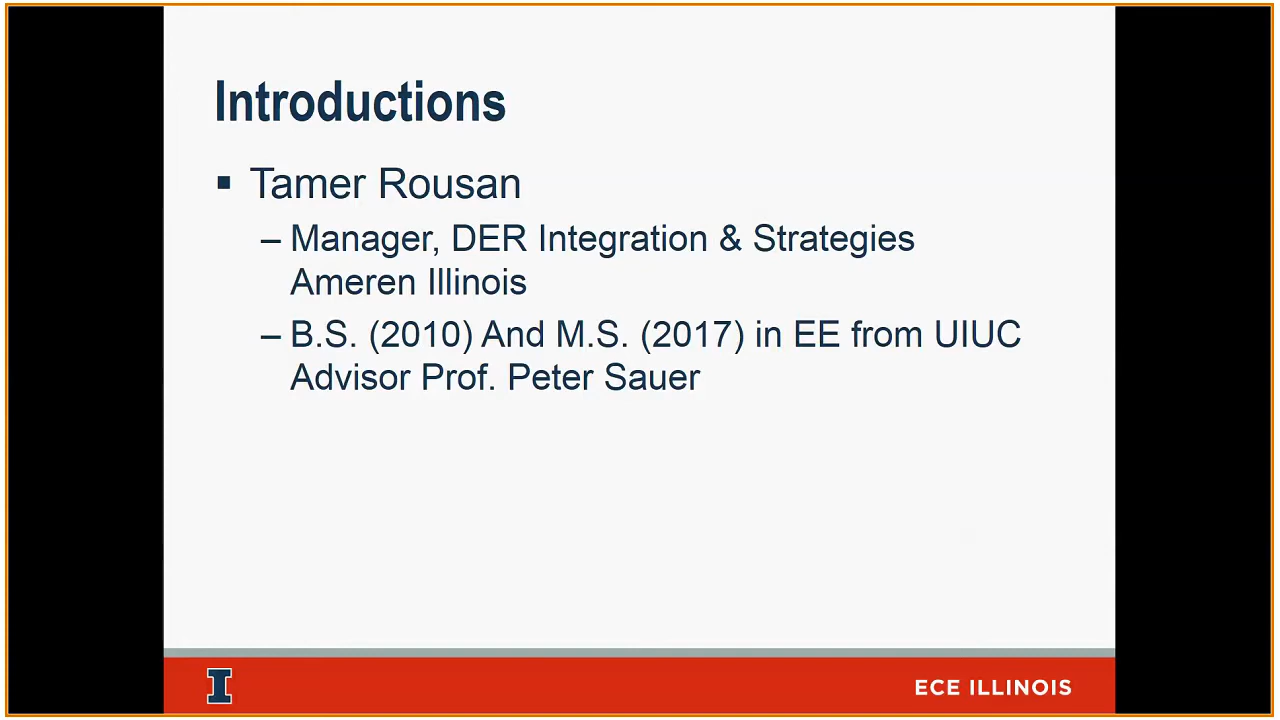 Introductions
▪ Tamer Rousan
– Manager, DER Integration & Strategies
Ameren Illinois
– B.S. (2010) And M.S. (2017) in EE from UIUC
Advisor Prof. Peter Sauer
I
ECE ILLINOIS